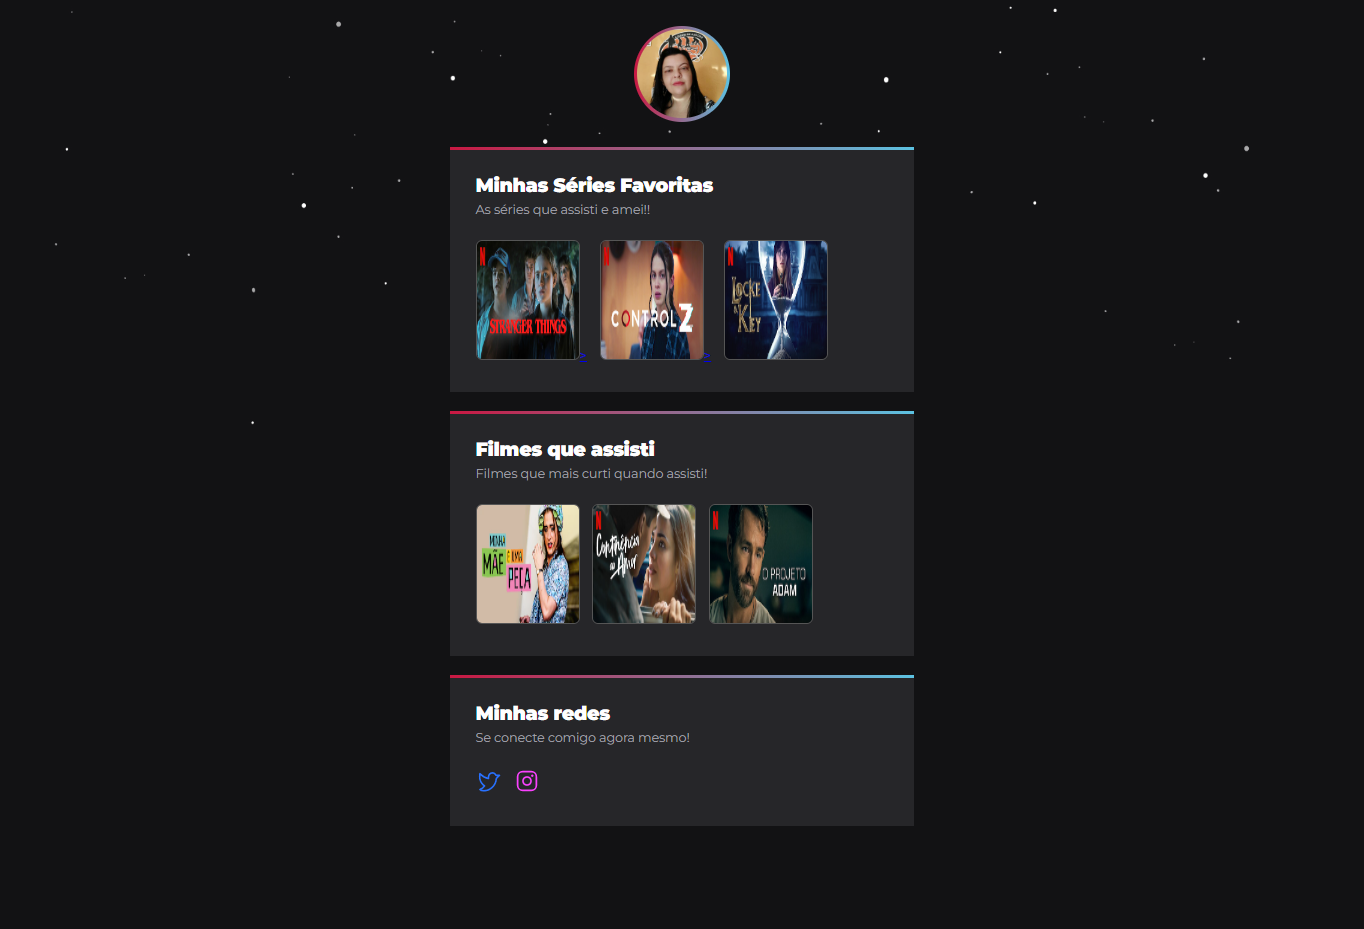 Minhas Séries Favoritas
As séries que assisti e amei!!
N
STRANGER THINGS
N
CONTROL Z
N
LOCKE
& KEY
Filmes que assisti
Filmes que mais curti quando assisti!
MINHA
MÃE É UMA
PEÇA
N
Continência
ao Amor
N
O PROJETO
ADAM
Minhas redes
Se conecte comigo agora mesmo!